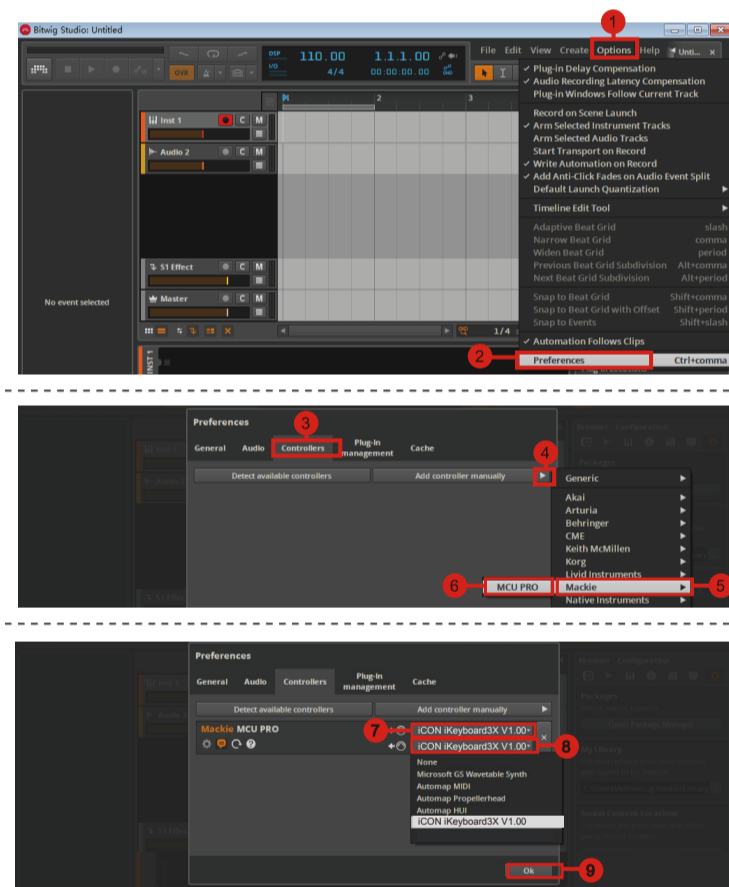 Bitwig Studio: Untitled
1
DSP 110.00 1.1.1.00
I/O 4/4 00:00:00.00
OVR
File Edit View Create Options Help Unti... x
2 3
Plug-in Delay Compensation
Audio Recording Latency Compensation
Plug-in Windows Follow Current Track
Record on Scene Launch
Arm Selected Instrument Tracks
Arm Selected Audio Tracks
Start Transport on Record
Write Automation on Record
Add Anti-Click Fades on Audio Event Split
Default Launch Quantization
Timeline Edit Tool
Adaptive Beat Grid slash
Narrow Beat Grid comma
Widen Beat Grid period
Previous Beat Grid Subdivision Alt+comma
Next Beat Grid Subdivision Alt+period
Snap to Beat Grid Shift+comma
Snap to Beat Grid with Offset Shift+period
Snap to Events Shift+slash
Automation Follows Clips
2 Preferences Ctrl+comma
Inst 1 C M
Audio 2 C M
No event selected
S1 Effect C M
Master C M
1/4
INST 1
Preferences
3
General Audio Controllers Plug-in management Cache
4
Detect available controllers Add controller manually
Generic
Akai
Arturia
Behringer
CME
Keith McMillen
Korg
Livid Instruments
6 MCU PRO Mackie 5
Native Instruments
Preferences
General Audio Controllers Plug-in management Cache
Detect available controllers Add controller manually
Mackie MCU PRO 7 iCON iKeyboard3X V1.00
iCON iKeyboard3X V1.00 8
None
Microsoft GS Wavetable Synth
Automap MIDI
Automap Propellerhead
Automap HUI
iCON iKeyboard3X V1.00
Ok 9